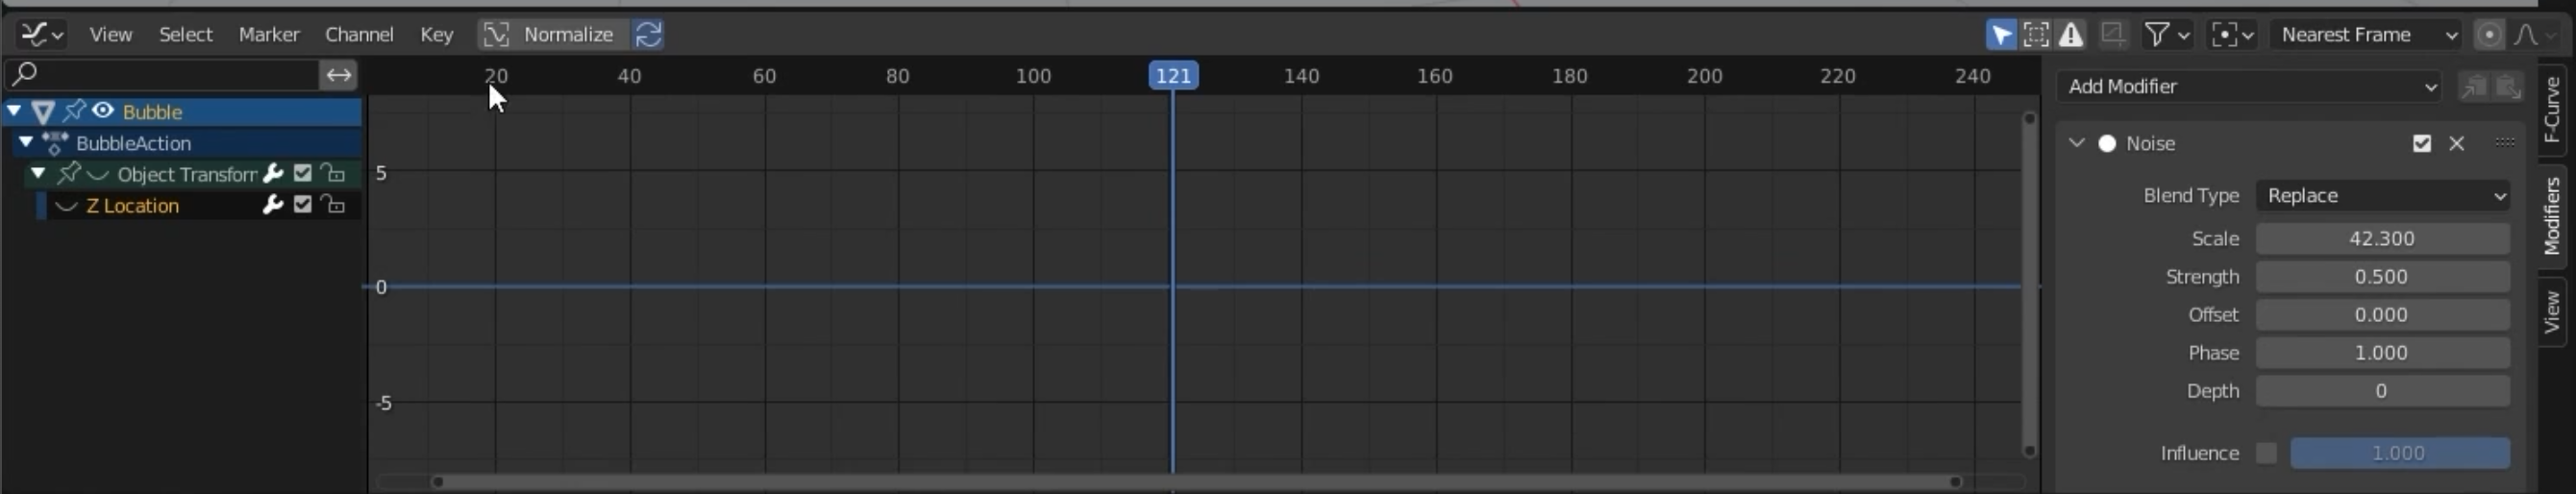 View Select Marker Channel Key Normalize Nearest Frame
20 40 60 80 100 121 140 160 180 200 220 240
Add Modifier
Bubble
BubbleAction
Object Transforr
Z Location
5
0
-5
Noise
Blend Type Replace
Scale 42.300
Strength 0.500
Offset 0.000
Phase 1.000
Depth 0
Influence 1.000
F-Curve
Modifiers
View